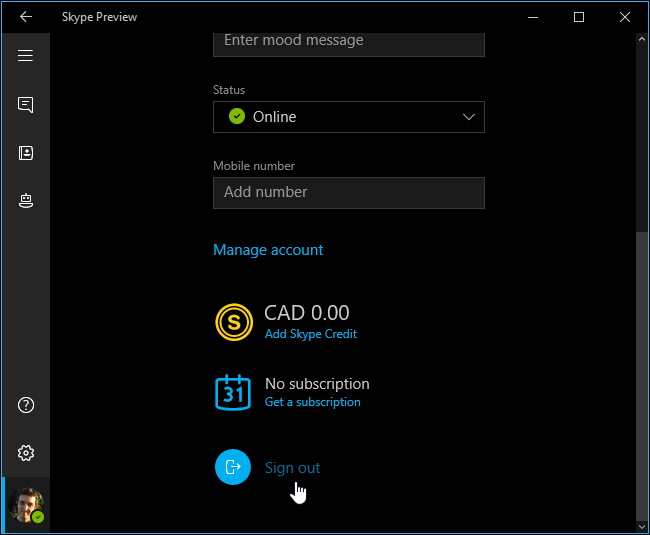 Skype Preview
Enter mood message
Status
Online
Mobile number
Add number
Manage account
S
CAD 0.00
Add Skype Credit
31
No subscription
Get a subscription
?
Sign out